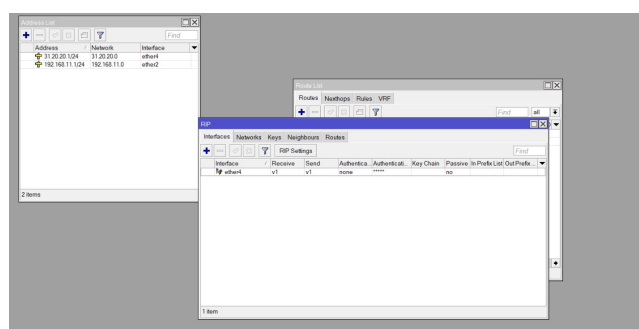 Address List
Find
Address Network Interface
31.20.20.1/24 31.20.20.0 ether4
192.168.11.1/24 192.168.11.0 ether2
2 items
Route List
Routes Nexthops Rules VRF
Find all
RIP
Interfaces Networks Keys Neighbours Routes
RIP Settings Find
Interface Receive Send Authentica... Authenticati... Key Chain Passive In Prefix List Out Prefix ...
ether4 v1 v1 none ***** no
1 item